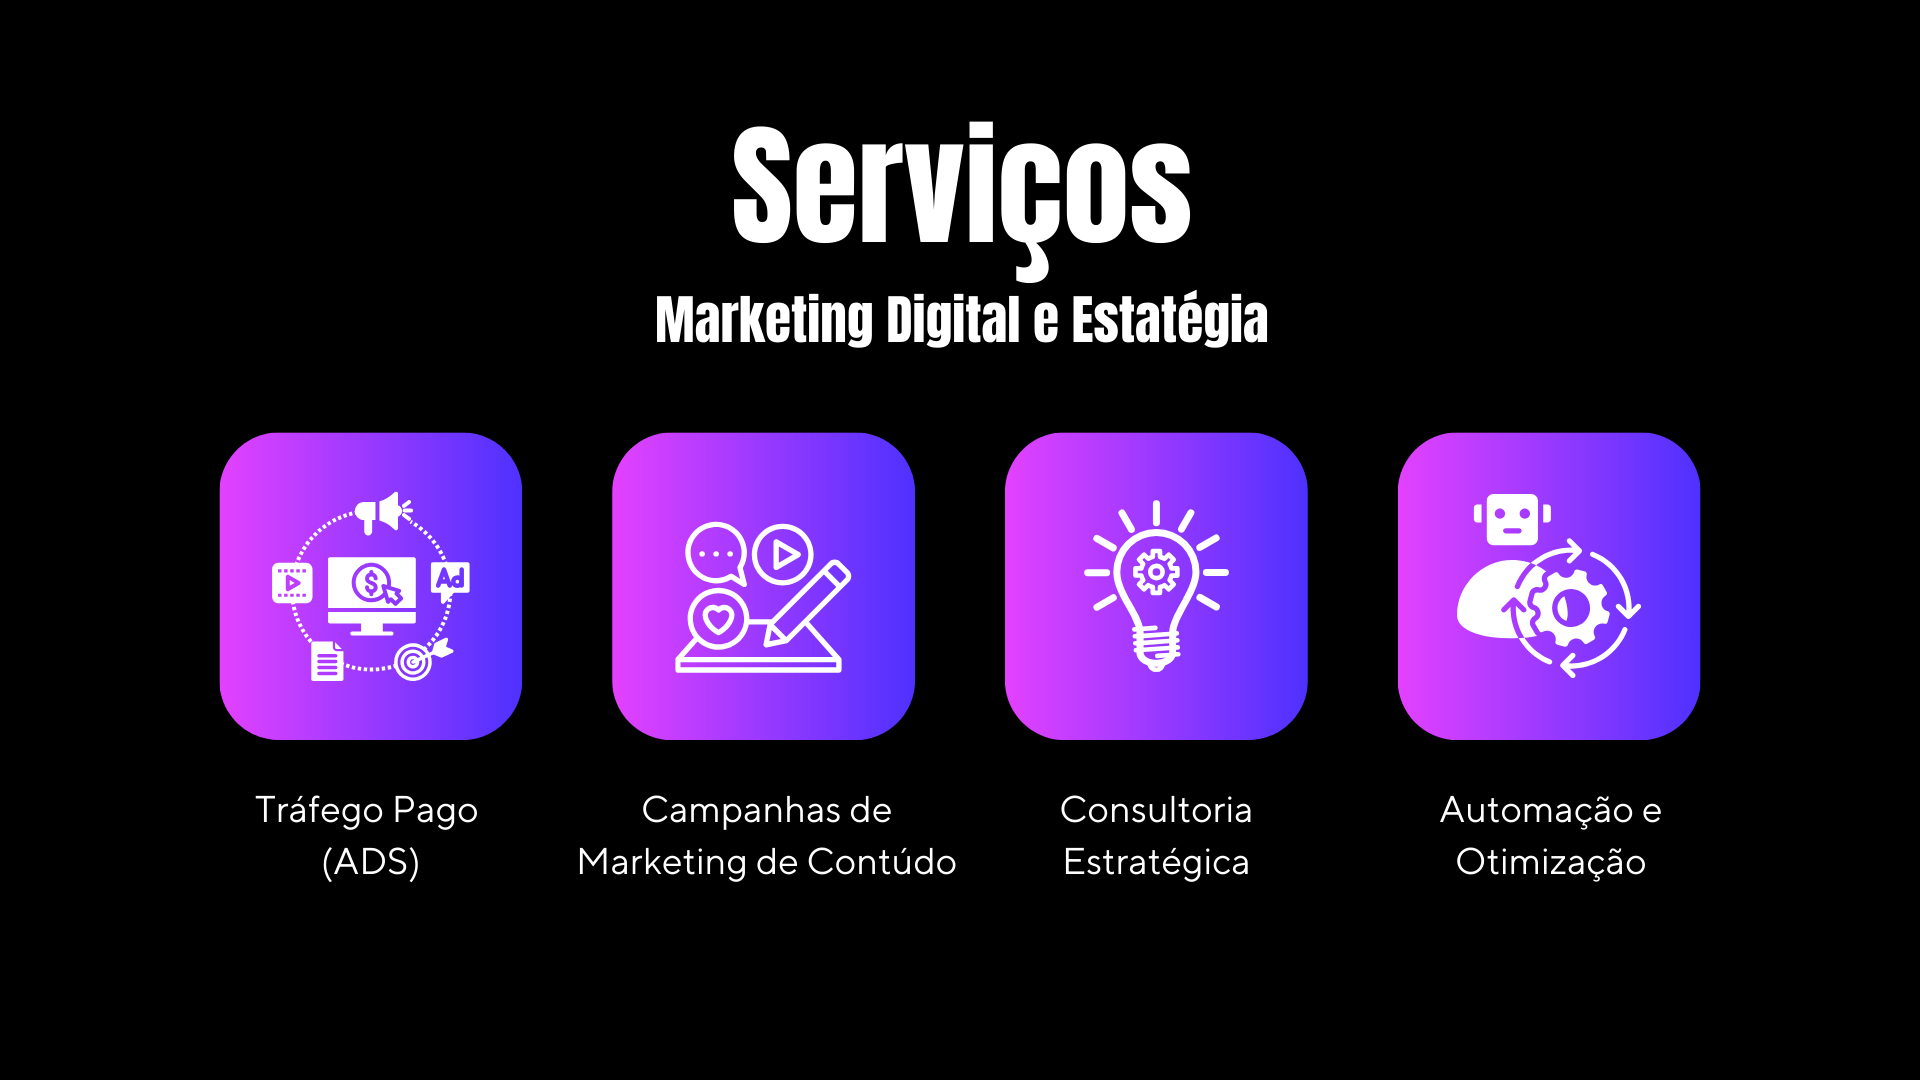 Serviços
Marketing Digital e Estatégia
$
Ad
Tráfego Pago
(ADS)
Campanhas de
Marketing de Contúdo
Consultoria
Estratégica
Automação e
Otimização